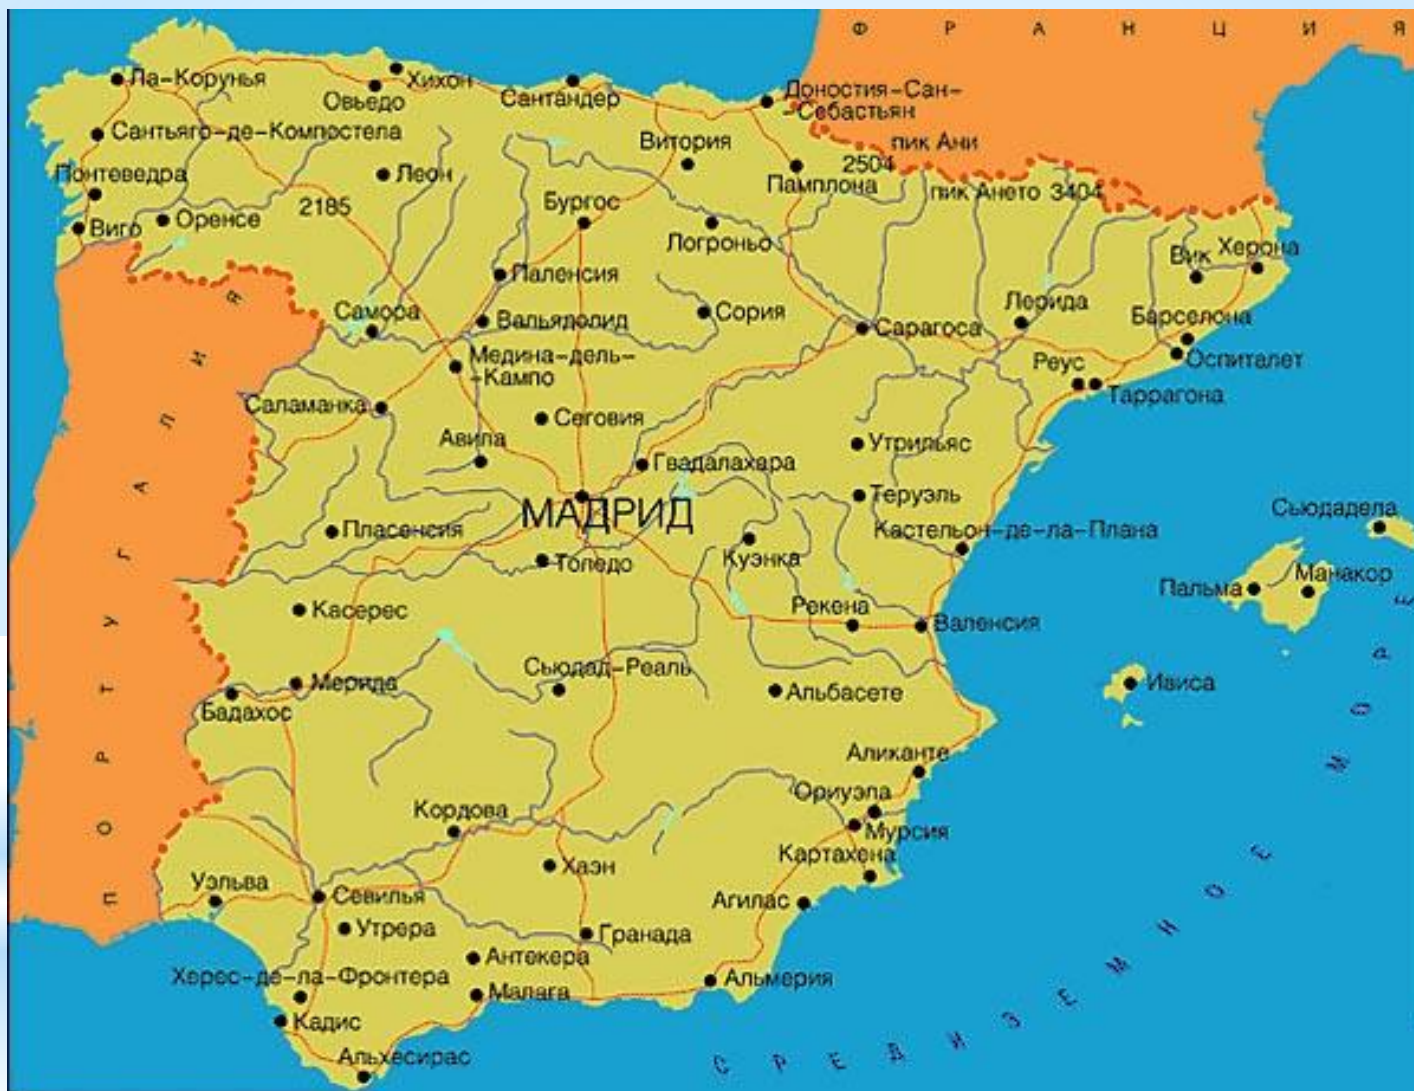 Ф Р А Н Ц И Я
Ла-Корунья
Хихон
Овьедо
Сантандер
Доностия-Сан-
-Себастьян
Сантьяго-де-Компостела
Витория
пик Ани
2504
Понтеведра
Леон
Памплона
пик Ането 3404
2185
Бургос
Виго
Оренсе
Логроньо
Вик
Херона
Паленсия
Самора
Вальядолид
Сория
Лерида
Сарагоса
Барселона
Медина-дель-
-Кампо
Реус
Оспиталет
Таррагона
Саламанка
Сеговия
Авила
Утрильяс
Гвадалахара
Теруэль
МАДРИД
Пласенсия
Кастельон-де-ла-Плана
Сьюдадела
Куэнка
Толедо
Пальма
Манакор
Касерес
Рекена
Валенсия
Сьюдад-Реаль
Мерида
Бадахос
Альбасете
Ивиса
Аликанте
Ориуэла
Кордова
Мурсия
Картахена
Хаэн
Уэльва
Севилья
Агилас
Утрера
Гранада
Антекера
Херес-де-ла-Фронтера
Малага
Альмерия
Кадис
Альхесирас
П О Р Т У Г А Л И Я
С Р Е Д И З Е М Н О Е М О Р Е